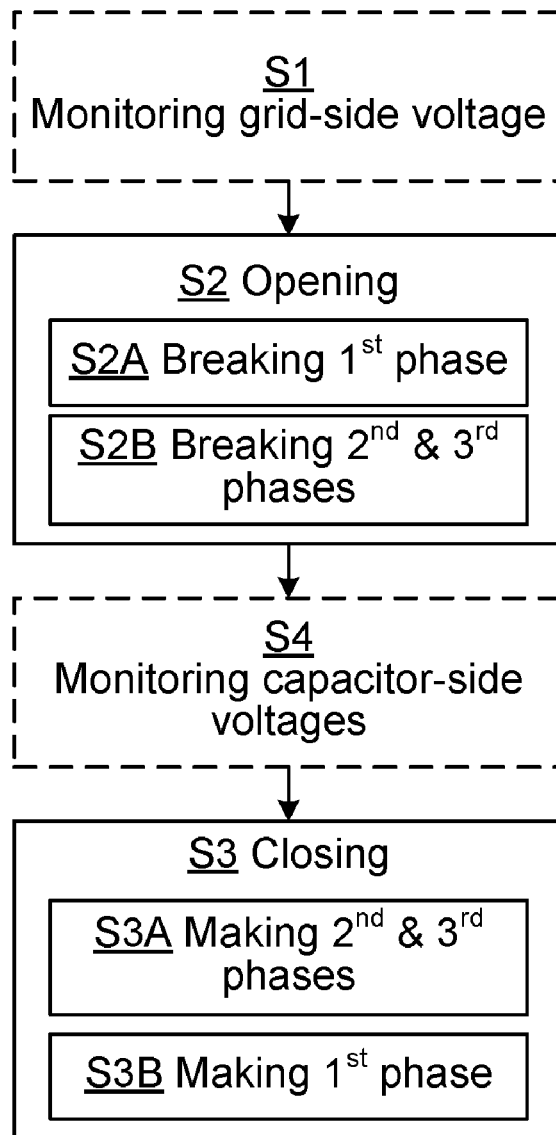 S1
Monitoring grid-side voltage
S2 Opening
S2A Breaking 1st phase
S2B Breaking 2nd & 3rd
phases
S4
Monitoring capacitor-side
voltages
S3 Closing
S3A Making 2nd & 3rd
phases
S3B Making 1st phase